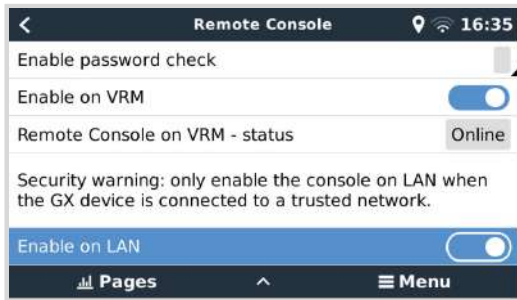 Remote Console 16:35
Enable password check
Enable on VRM
Remote Console on VRM - status Online
Security warning: only enable the console on LAN when
the GX device is connected to a trusted network.
Enable on LAN
Pages Menu